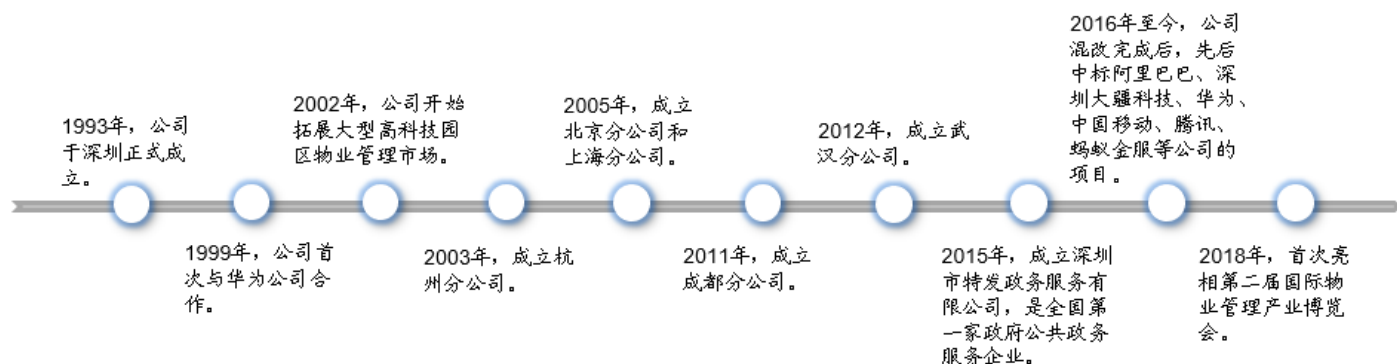 1993年，公司
于深圳正式成
立。
1999年，公司首
次与华为公司合
作。
2002年，公司开始
拓展大型高科技园
区物业管理市场。
2003年，成立杭
州分公司。
2005年，成立
北京分公司和
上海分公司。
2011年，成立
成都分公司。
2012年，成立武
汉分公司。
2015年，成立深圳
市特发政务服务有
限公司，是全国第
一家政府公共政务
服务企业。
2016年至今，公司
混改完成后，先后
中标阿里巴巴、深
圳大疆科技、华为、
中国移动、腾讯、
蚂蚁金服等公司的
项目。
2018年，首次亮
相第二届国际物
业管理产业博览
会。